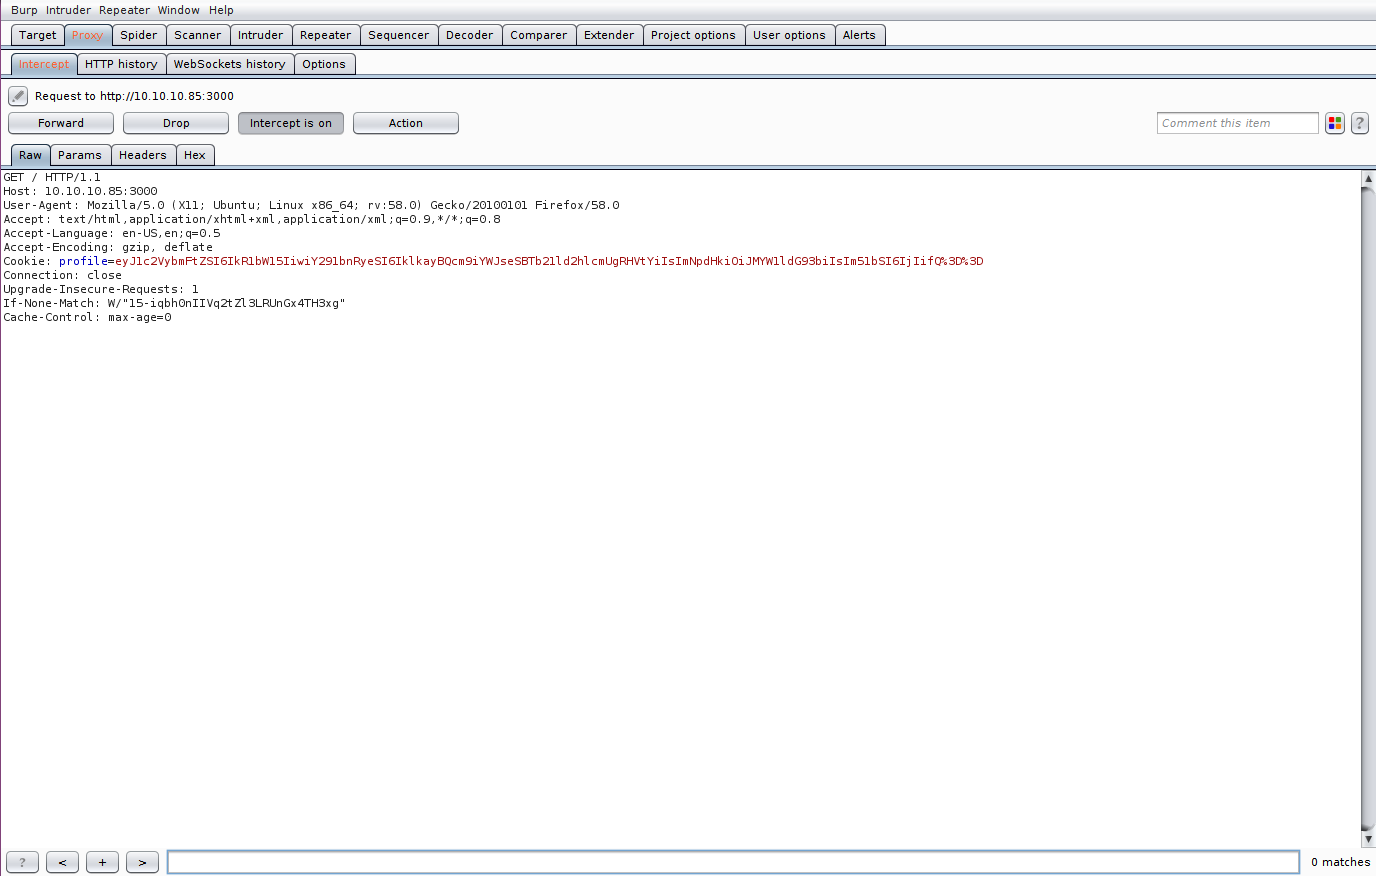 Burp Intruder Repeater Window Help
Target Proxy Spider Scanner Intruder Repeater Sequencer Decoder Comparer Extender Project options User options Alerts
Intercept HTTP history WebSockets history Options
Request to http://10.10.10.85:3000
Forward Drop Intercept is on Action Comment this item ?
Raw Params Headers Hex
GET / HTTP/1.1
Host: 10.10.10.85:3000
User-Agent: Mozilla/5.0 (X11; Ubuntu; Linux x86_64; rv:58.0) Gecko/20100101 Firefox/58.0
Accept: text/html,application/xhtml+xml,application/xml;q=0.9,*/*;q=0.8
Accept-Language: en-US,en;q=0.5
Accept-Encoding: gzip, deflate
Cookie: profile=eyJ1c2VybmFtZSI6IkR1bW15IiwiY291bnRyeSI6IklkayBQcm9iYWJseSBTb21ld2hlcmUgRHVtYiIsImNpdHkiOiJMYW1ldG93biIsIm51bSI6IjIifQ%3D%3D
Connection: close
Upgrade-Insecure-Requests: 1
If-None-Match: W/"15-iqbh0nIIVq2tZl3LRUnGx4TH3xg"
Cache-Control: max-age=0
? < + > 0 matches